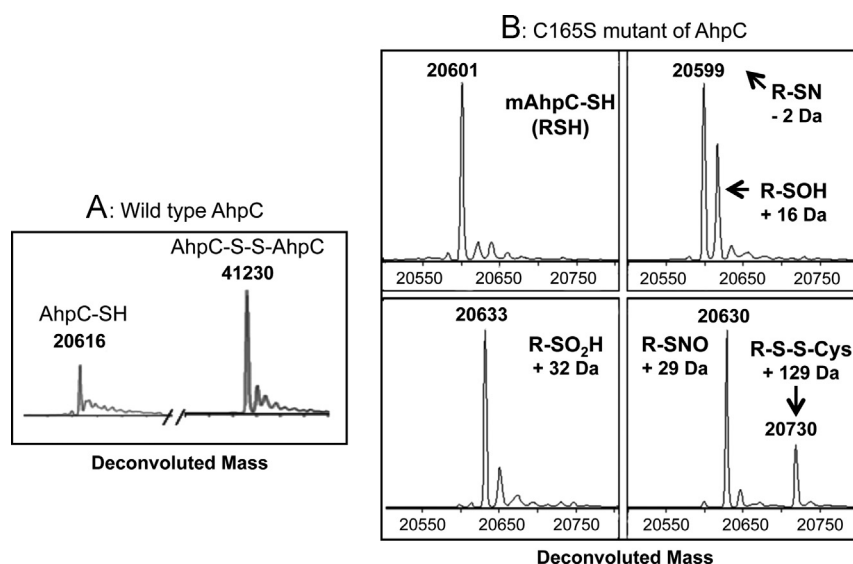 B: C165S mutant of AhpC
20601
mAhpC-SH
(RSH)
20550 20650 20750
20599
R-SN
- 2 Da
R-SOH
+ 16 Da
20550 20650 20750
A: Wild type AhpC
AhpC-SH
20616
AhpC-S-S-AhpC
41230
Deconvoluted Mass
20633
R-SO₂H
+ 32 Da
20550 20650 20750
20630
R-SNO
+ 29 Da
R-S-S-Cys
+ 129 Da
20730
20550 20650 20750
Deconvoluted Mass